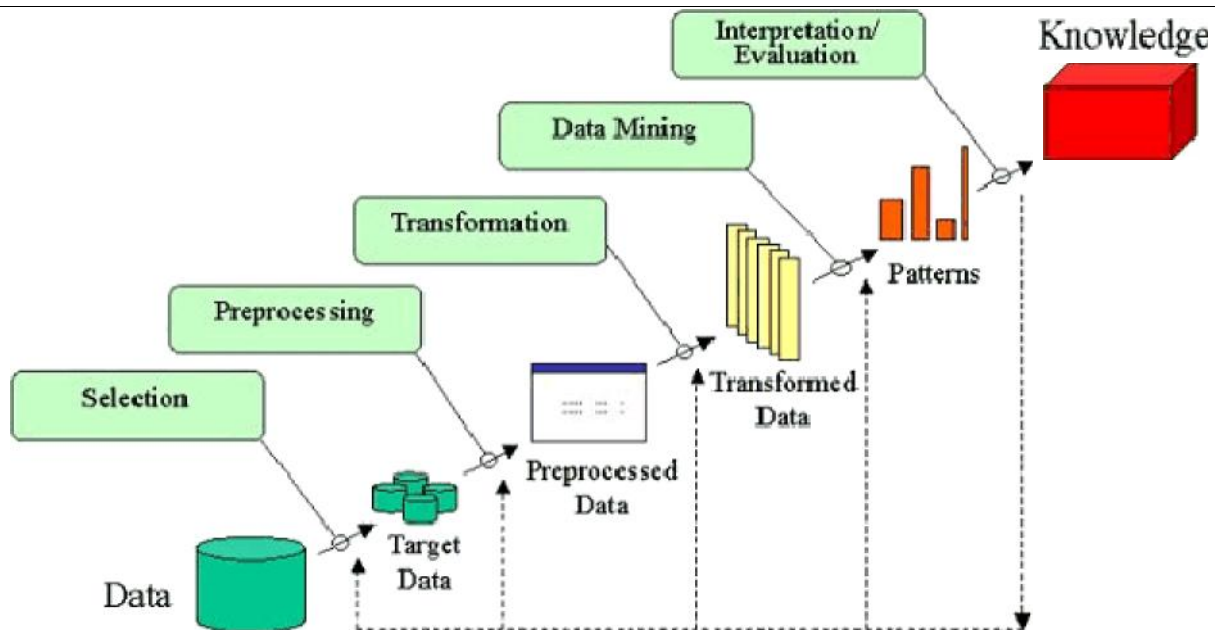 Interpretation/
Evaluation
Knowledge
Data Mining
Transformation
Patterns
Preprocessing
Transformed
Data
Selection
Preprocessed
Data
Target
Data
Data